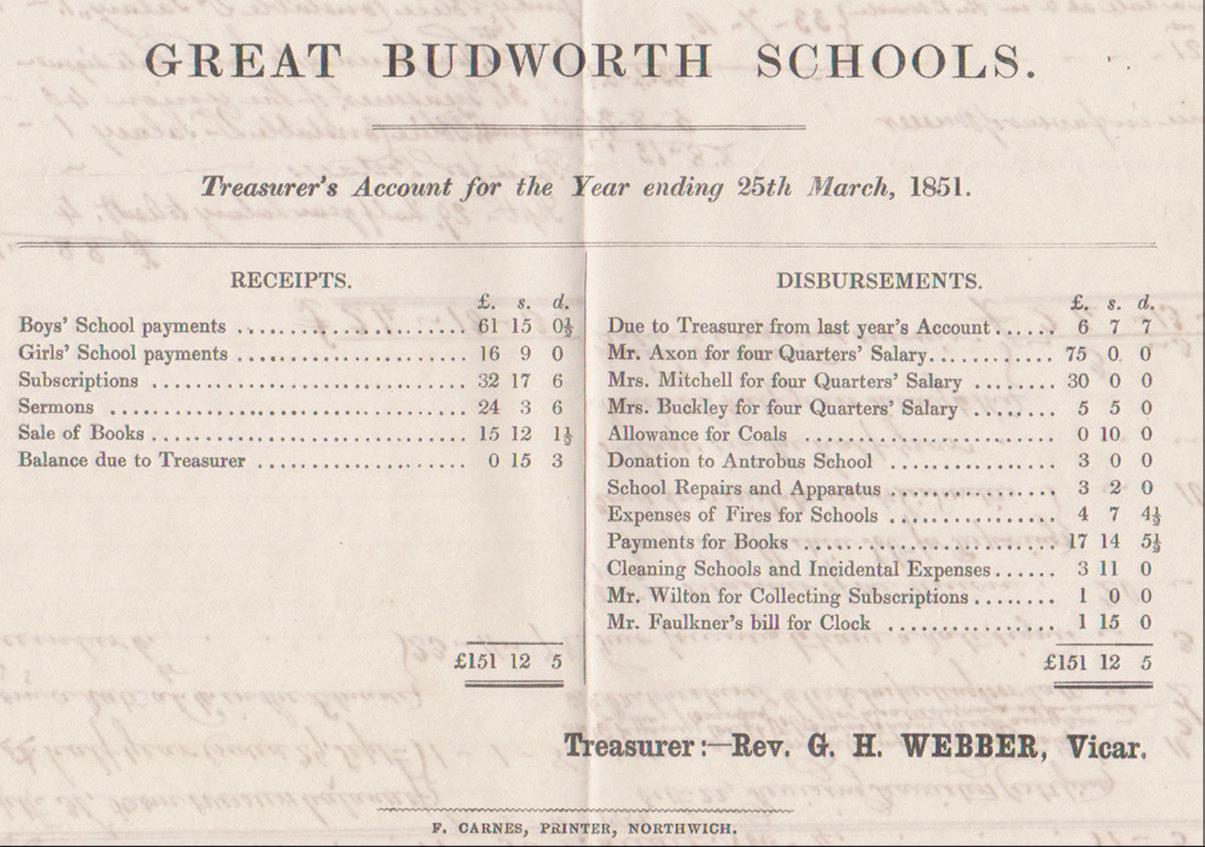 GREAT BUDWORTH SCHOOLS.
Treasurer's Account for the Year ending 25th March, 1851.
RECEIPTS.
£. s. d.
Boys' School payments .......................... 61 15 0½
Girls' School payments ......................... 16 9 0
Subscriptions ................................. 32 17 6
Sermons ..................................... 24 3 6
Sale of Books ................................. 15 12 1½
Balance due to Treasurer ....................... 0 15 3
£151 12 5
DISBURSEMENTS.
£. s. d.
Due to Treasurer from last year's Account ...... 6 7 7
Mr. Axon for four Quarters' Salary ............ 75 0 0
Mrs. Mitchell for four Quarters' Salary ........ 30 0 0
Mrs. Buckley for four Quarters' Salary ........ 5 5 0
Allowance for Coals .......................... 0 10 0
Donation to Antrobus School ................ 3 0 0
School Repairs and Apparatus ................ 3 2 0
Expenses of Fires for Schools ................ 4 7 4½
Payments for Books ......................... 17 14 5½
Cleaning Schools and Incidental Expenses ...... 3 11 0
Mr. Wilton for Collecting Subscriptions ........ 1 0 0
Mr. Faulkner's bill for Clock ................ 1 15 0
£151 12 5
Treasurer:—Rev. G. H. WEBBER, Vicar.
F. CARNES, PRINTER, NORTHWICH.